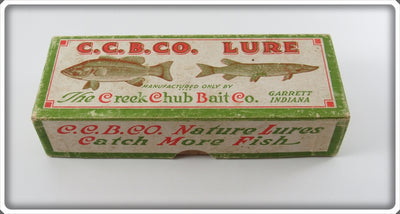 C.C.B.CO. LURE
MANUFACTURED ONLY BY
The Creek Chub Bait Co.
GARRETT
INDIANA
C.C.B.CO. Nature Lures
Catch More Fish